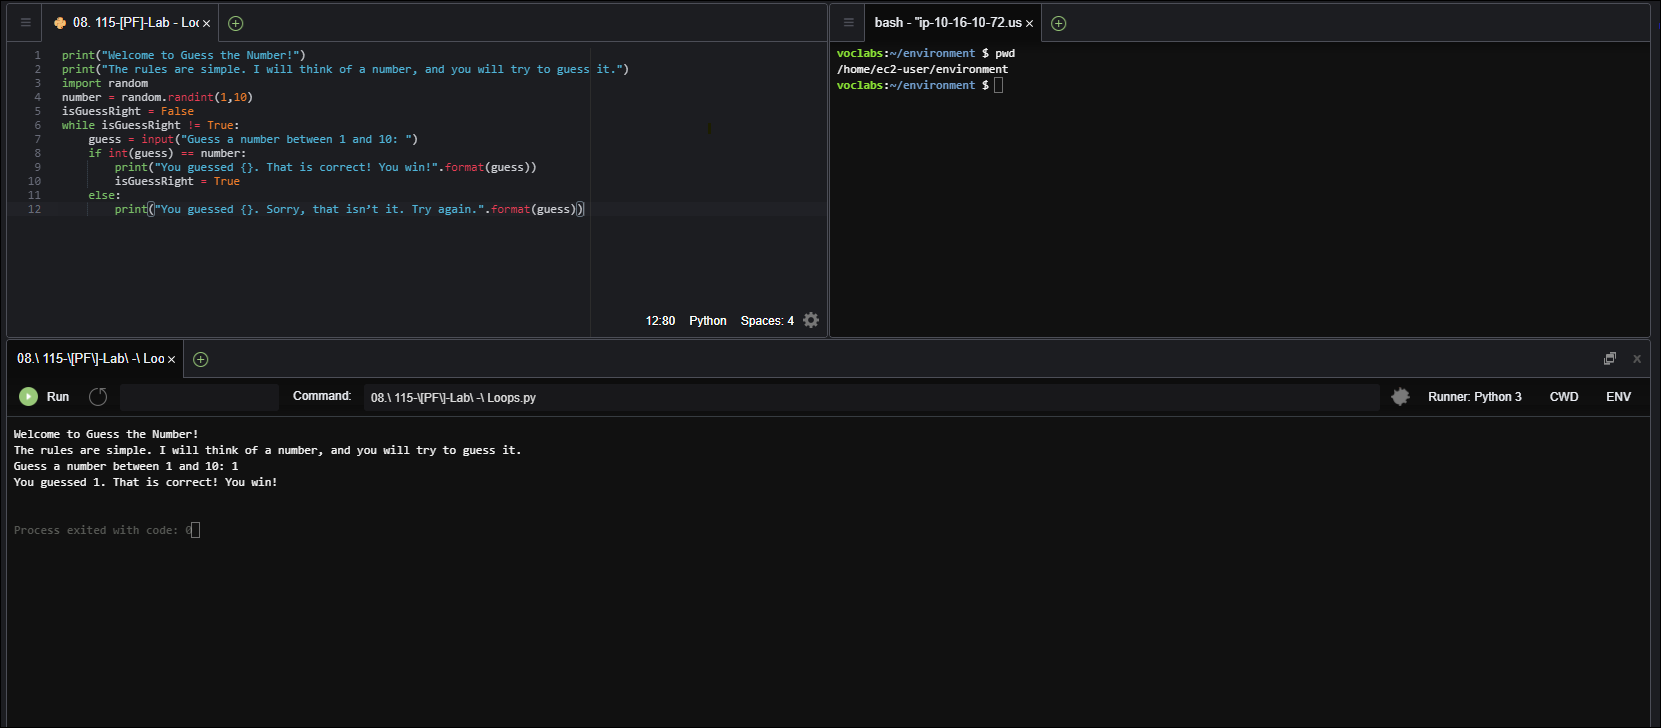 08. 115-[PF]-Lab - Loc ×
1 print("Welcome to Guess the Number!")
2 print("The rules are simple. I will think of a number, and you will try to guess it.")
3 import random
4 number = random.randint(1,10)
5 isGuessRight = False
6 while isGuessRight != True:
7     guess = input("Guess a number between 1 and 10: ")
8     if int(guess) == number:
9         print("You guessed {}. That is correct! You win!".format(guess))
10         isGuessRight = True
11     else:
12         print("You guessed {}. Sorry, that isn’t it. Try again.".format(guess))
12:80 Python Spaces: 4
bash - "ip-10-16-10-72.us ×
voclabs:~/environment $ pwd
/home/ec2-user/environment
voclabs:~/environment $
08.\ 115-\[PF\]-Lab\ -\ Loo ×
Run Command: 08.\ 115-\[PF\]-Lab\ -\ Loops.py Runner: Python 3 CWD ENV
Welcome to Guess the Number!
The rules are simple. I will think of a number, and you will try to guess it.
Guess a number between 1 and 10: 1
You guessed 1. That is correct! You win!
Process exited with code: 0